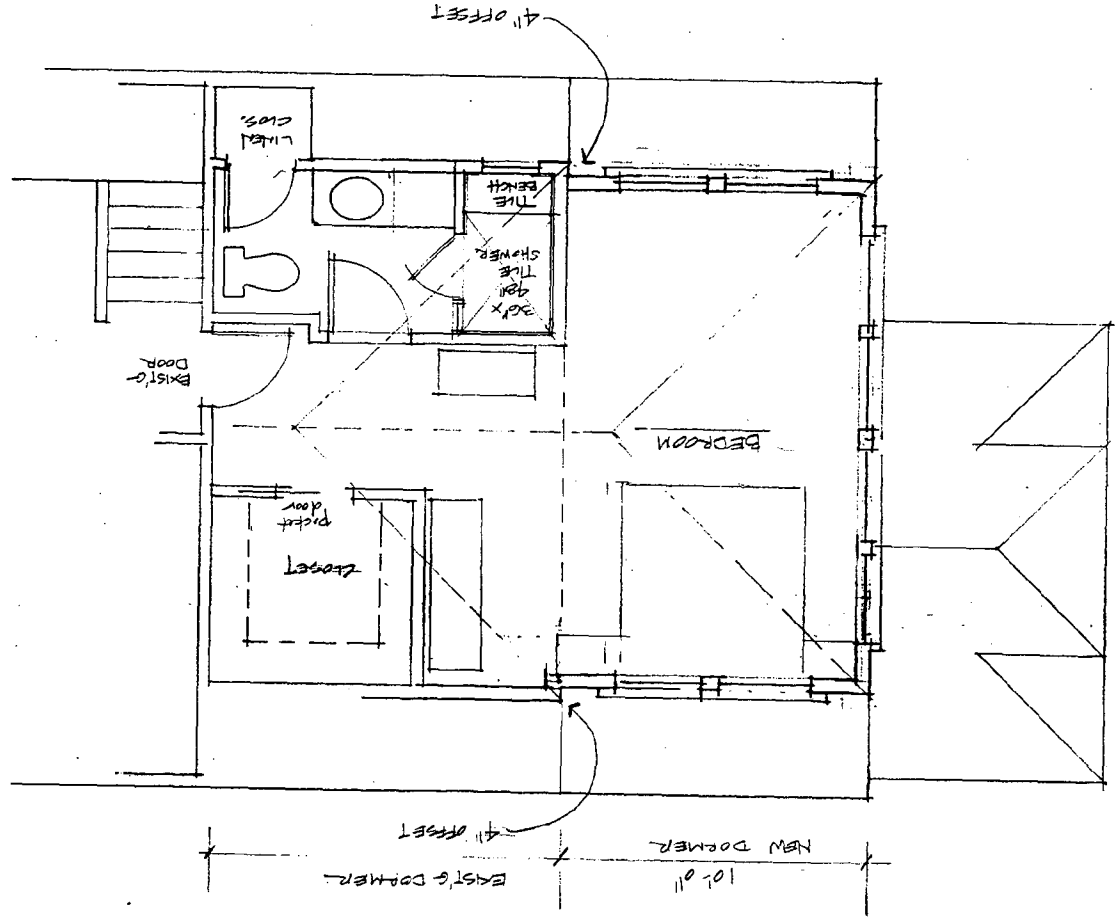 10'-0"
NEW DORMER
EXIST'G DORMER
4" OFFSET
CLOSET
pocket
door
BEDROOM
EXIST'G
DOOR
36" x
48"
TILE
SHOWER
TILE
BENCH
LINEN
CLOS.
4" OFFSET